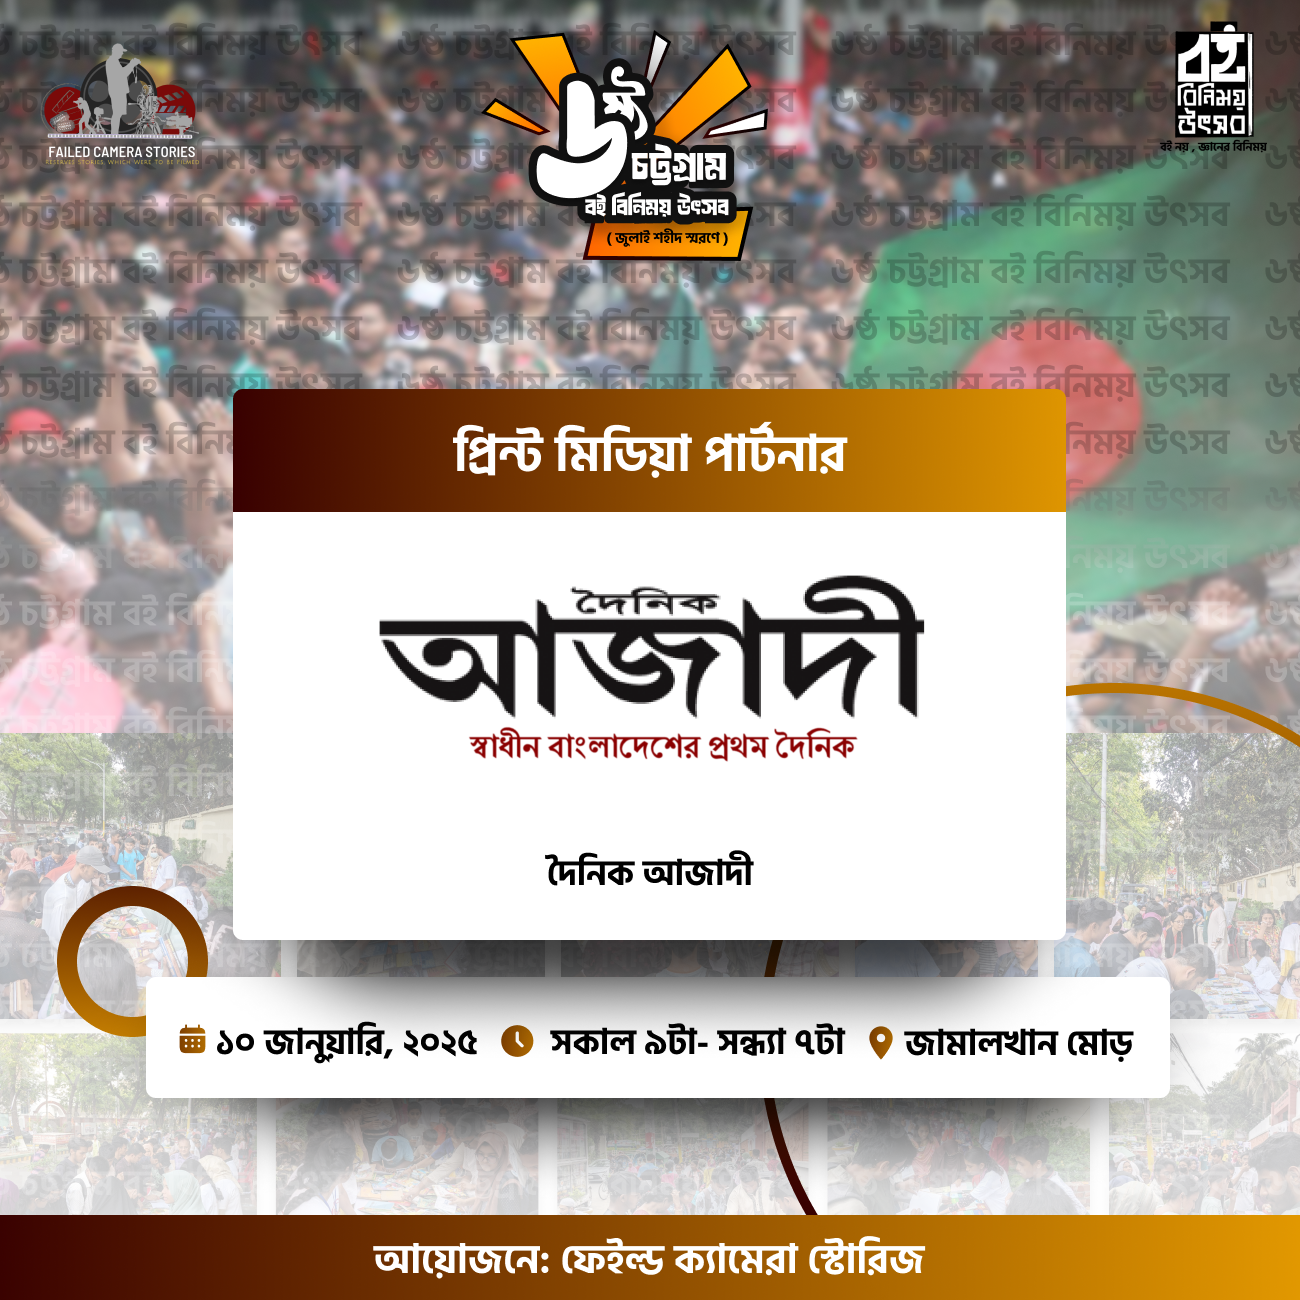 FAILED CAMERA STORIES
RESTAVES STORIES, WHICH WERE TO BE FILMED
৬ষ্ঠ
চট্টগ্রাম
বই বিনিময় উৎসব
( জুলাই শহীদ স্মরণে )
বই
বিনিময়
উৎসব
বই নয়, জ্ঞানের বিনিময়
৬ষ্ঠ চট্টগ্রাম বই বিনিময় উৎসব
প্রিন্ট মিডিয়া পার্টনার
দৈনিক
আজাদী
স্বাধীন বাংলাদেশের প্রথম দৈনিক
দৈনিক আজাদী
১০ জানুয়ারি, ২০২৫ সকাল ৯টা- সন্ধ্যা ৭টা জামালখান মোড়
আয়োজনে: ফেইল্ড ক্যামেরা স্টোরিজ